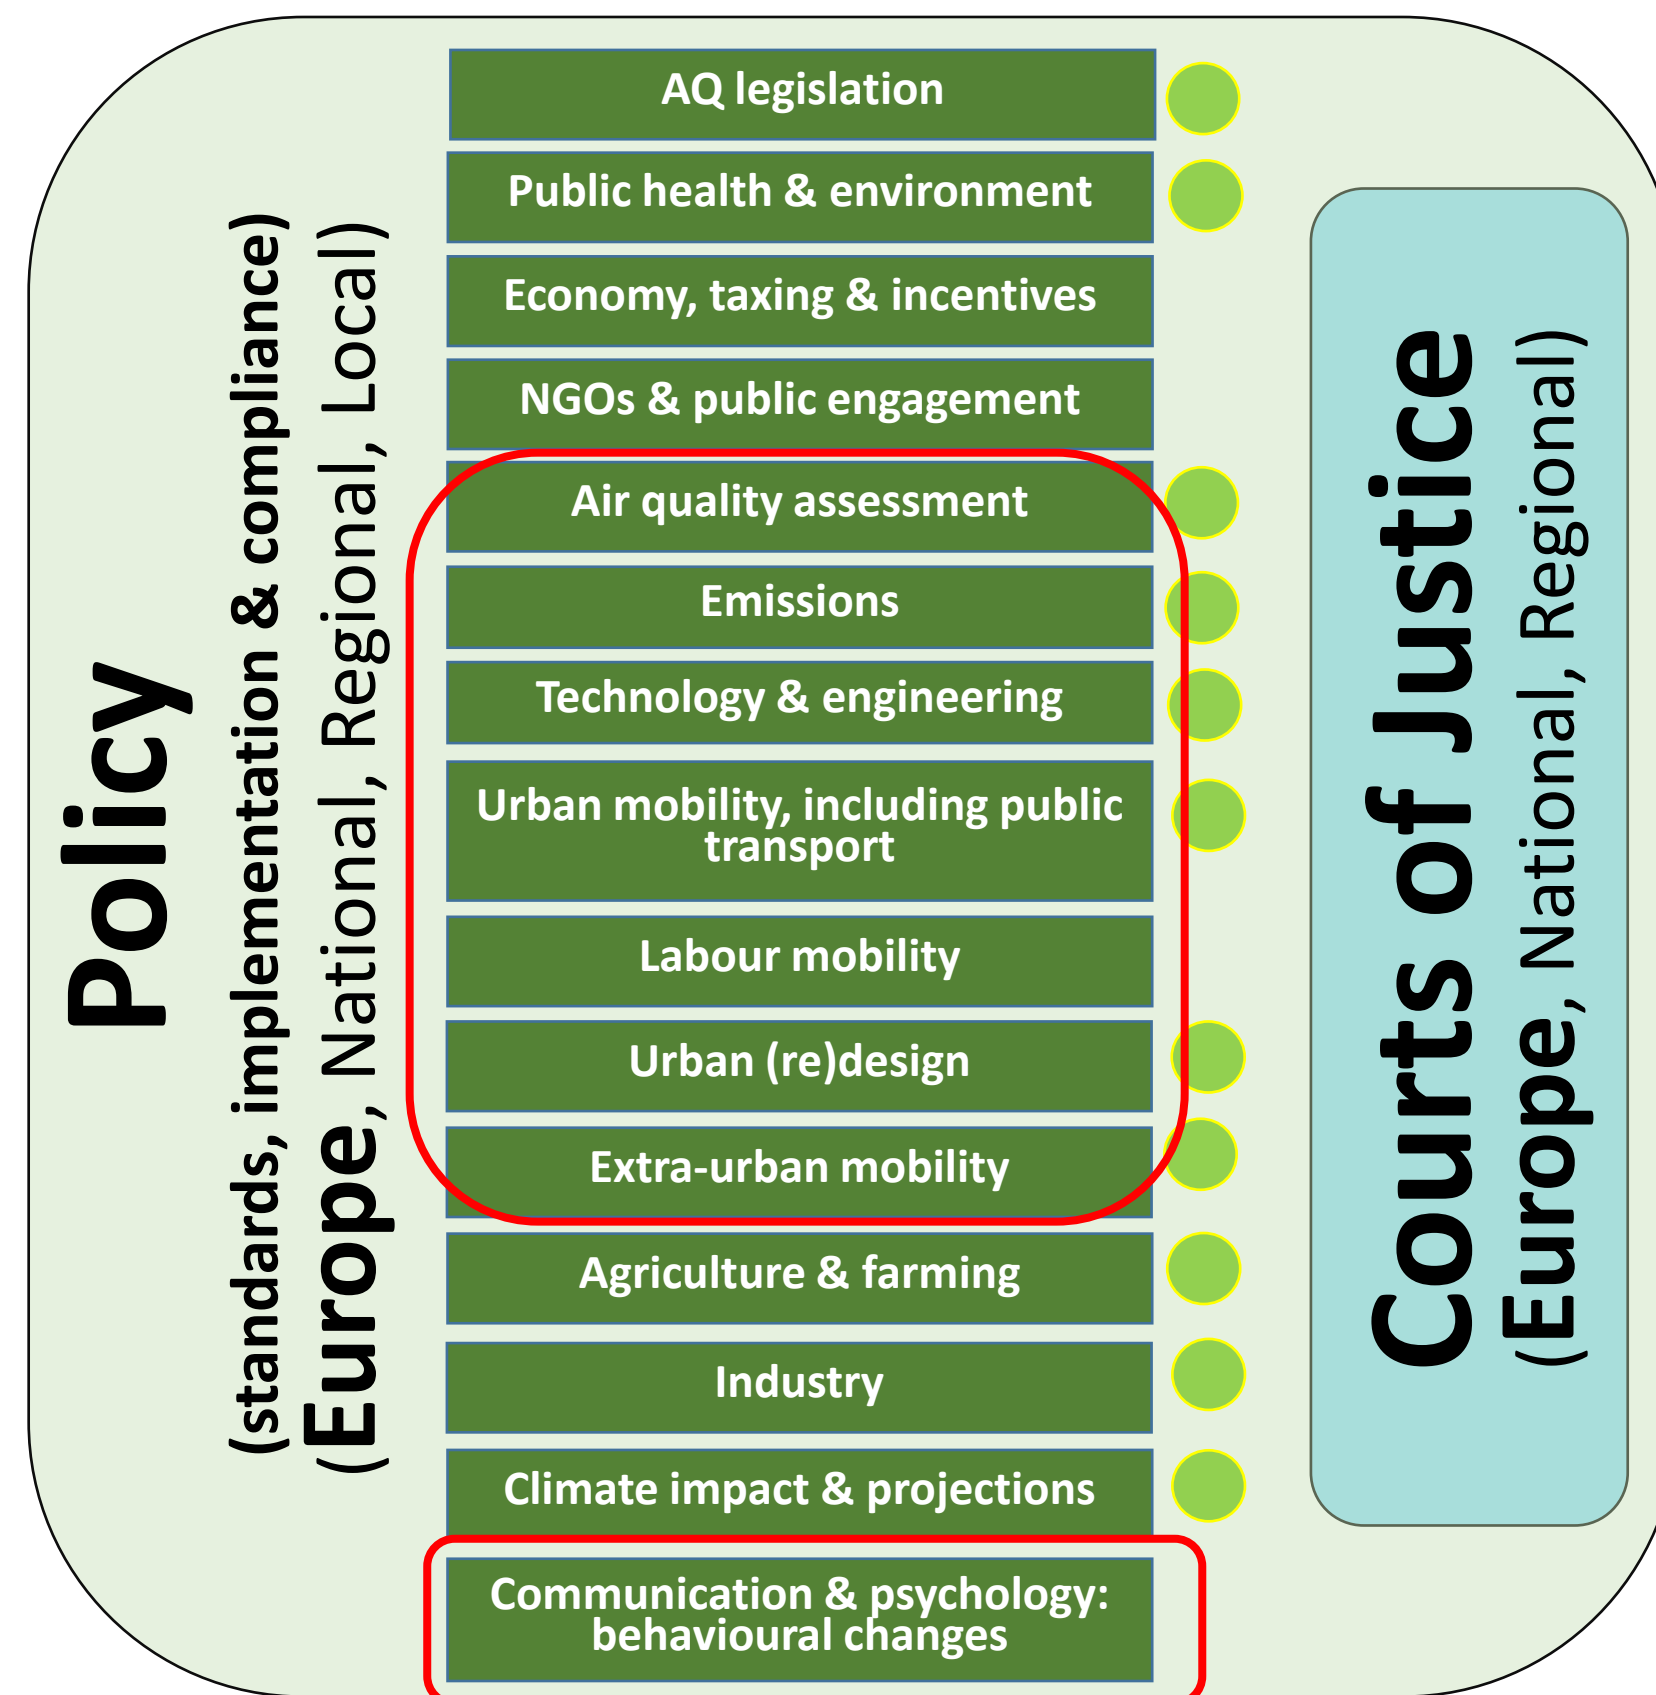 Policy
(standards, implementation & compliance)
(Europe, National, Regional, Local)
AQ legislation
Public health & environment
Economy, taxing & incentives
NGOs & public engagement
Air quality assessment
Emissions
Technology & engineering
Urban mobility, including public
transport
Labour mobility
Urban (re)design
Extra-urban mobility
Agriculture & farming
Industry
Climate impact & projections
Communication & psychology:
behavioural changes
Courts of Justice
(Europe, National, Regional)